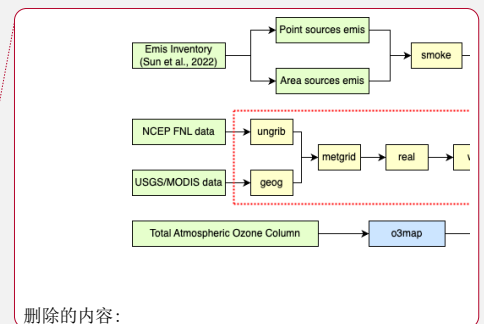 Point sources emis
Emis Inventory
(Sun et al., 2022)
smoke
Area sources emis
NCEP FNL data
ungrib
metgrid
real
USGS/MODIS data
geog
Total Atmospheric Ozone Column
o3map
删除的内容: